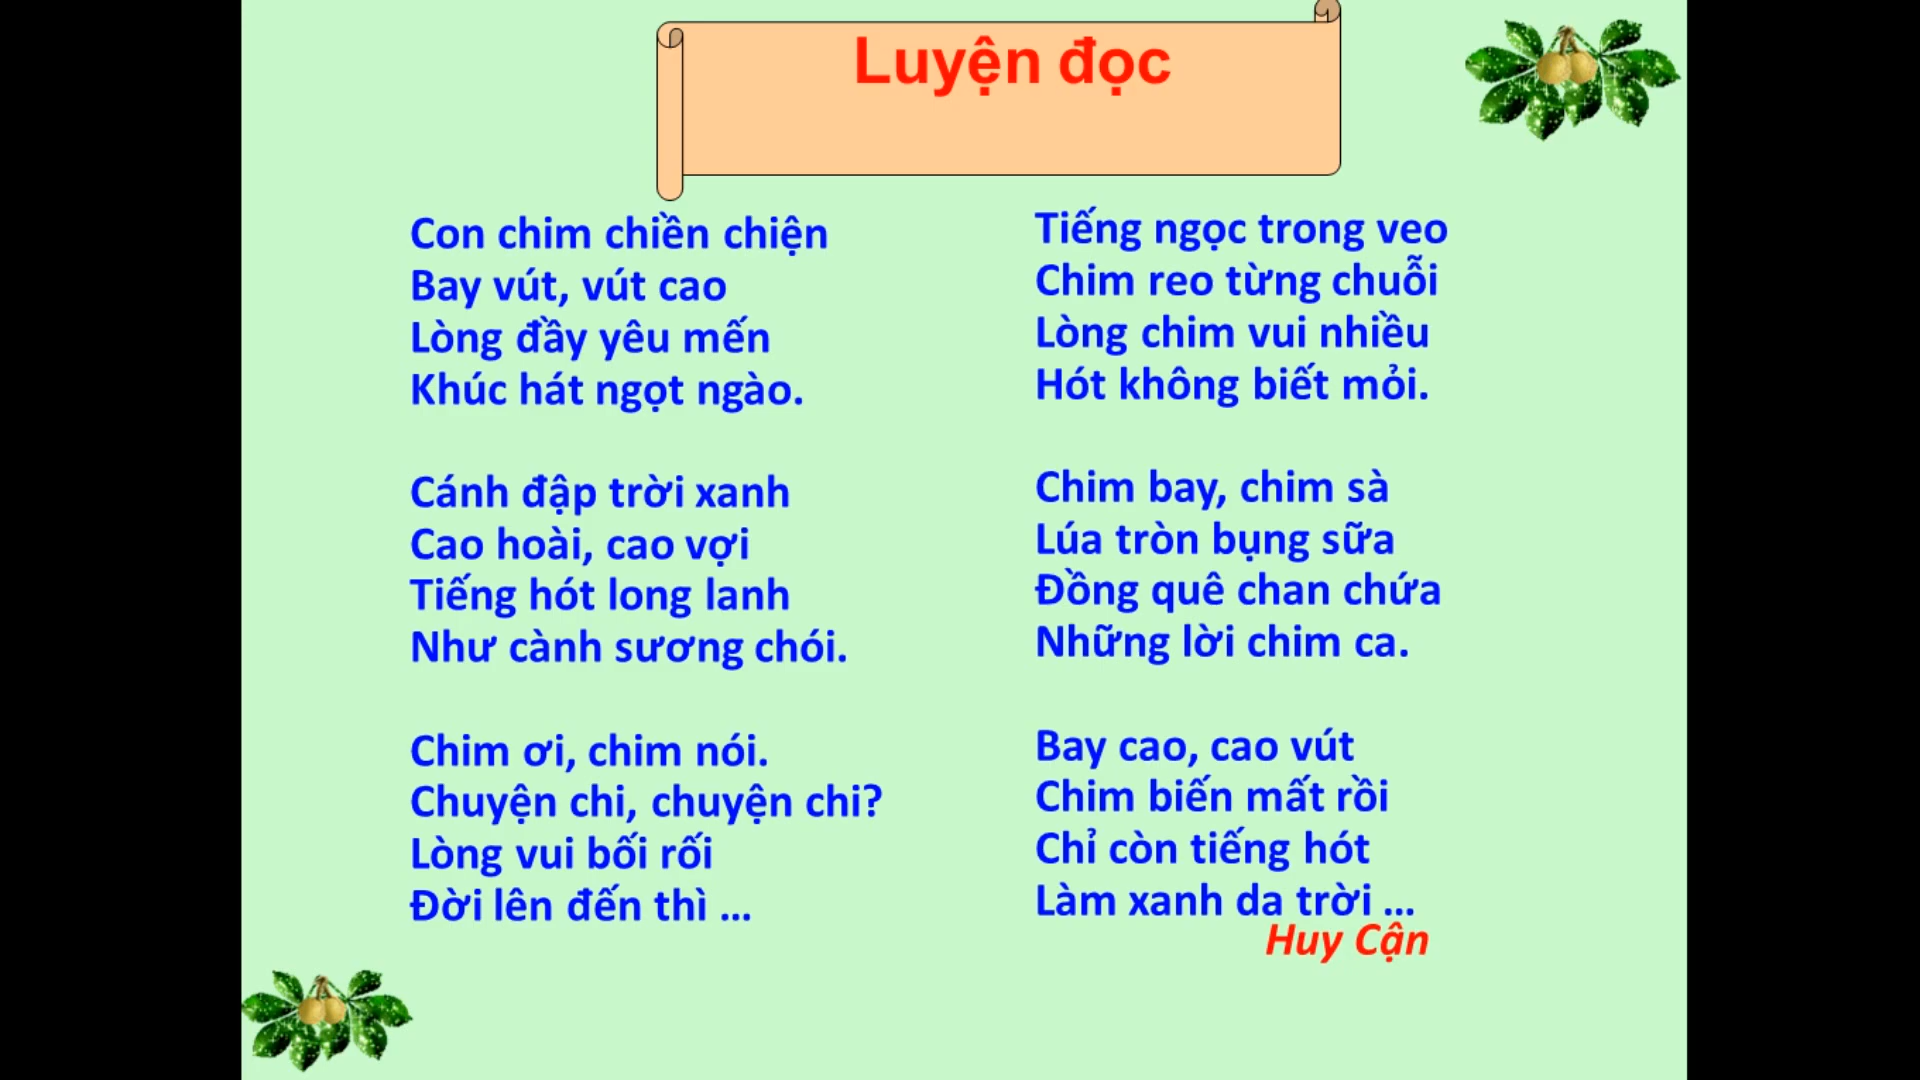 Luyện đọc
Con chim chiền chiện
Bay vút, vút cao
Lòng đầy yêu mến
Khúc hát ngọt ngào.
Cánh đập trời xanh
Cao hoài, cao vợi
Tiếng hót long lanh
Như cành sương chói.
Chim ơi, chim nói.
Chuyện chi, chuyện chi?
Lòng vui bối rối
Đời lên đến thì ...
Tiếng ngọc trong veo
Chim reo từng chuỗi
Lòng chim vui nhiều
Hót không biết mỏi.
Chim bay, chim sà
Lúa tròn bụng sữa
Đồng quê chan chứa
Những lời chim ca.
Bay cao, cao vút
Chim biến mất rồi
Chỉ còn tiếng hót
Làm xanh da trời ...
Huy Cận